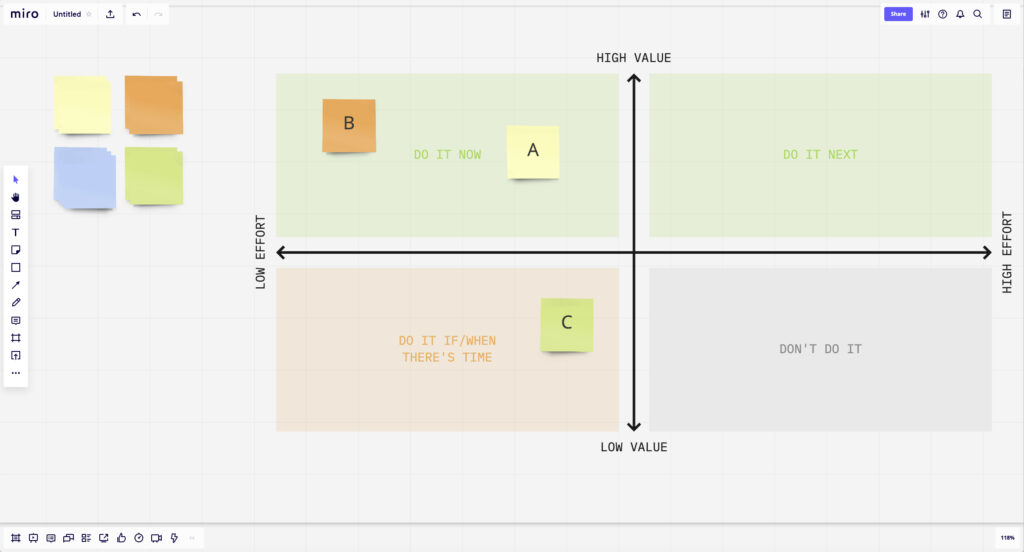 miro
Untitled
Share
HIGH VALUE
B
A
DO IT NOW
DO IT NEXT
LOW EFFORT
HIGH EFFORT
C
DO IT IF/WHEN
THERE'S TIME
DON'T DO IT
LOW VALUE
118%